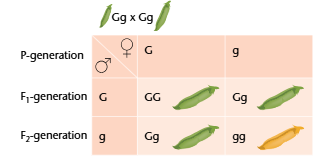 Gg x Gg
P-generation ♀ ♂ G g
F₁-generation G GG Gg
F₂-generation g Gg gg